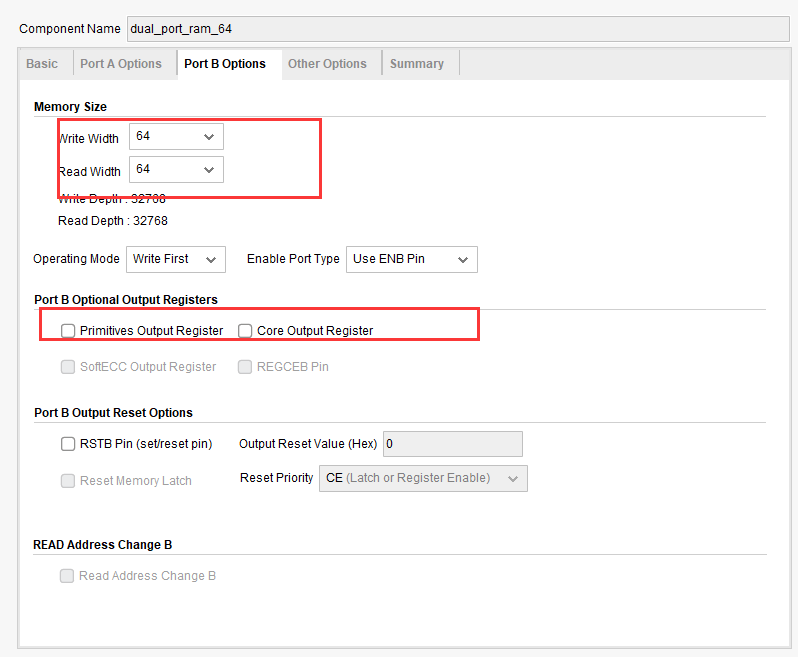 Component Name dual_port_ram_64
Basic Port A Options Port B Options Other Options Summary
Memory Size
Write Width 64
Read Width 64
Write Depth : 32768
Read Depth : 32768
Operating Mode Write First Enable Port Type Use ENB Pin
Port B Optional Output Registers
Primitives Output Register Core Output Register
SoftECC Output Register REGCEB Pin
Port B Output Reset Options
RSTB Pin (set/reset pin) Output Reset Value (Hex) 0
Reset Memory Latch Reset Priority CE (Latch or Register Enable)
READ Address Change B
Read Address Change B